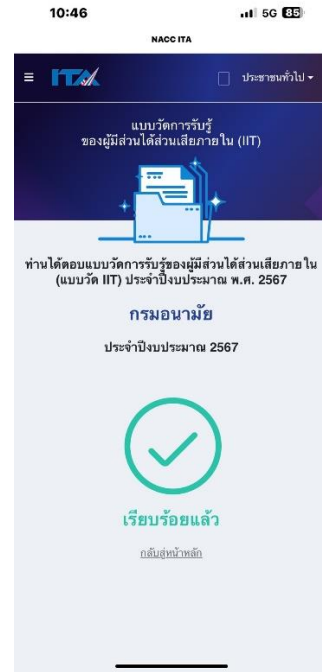 10:46
5G 85
NACC ITA
ITA
ประชาชนทั่วไป
แบบวัดการรับรู้
ของผู้มีส่วนได้ส่วนเสียภายใน (IIT)
ท่านได้ตอบแบบวัดการรับรู้ของผู้มีส่วนได้ส่วนเสียภายใน
(แบบวัด IIT) ประจำปีงบประมาณ พ.ศ. 2567
กรมอนามัย
ประจำปีงบประมาณ 2567
เรียบร้อยแล้ว
กลับสู่หน้าหลัก